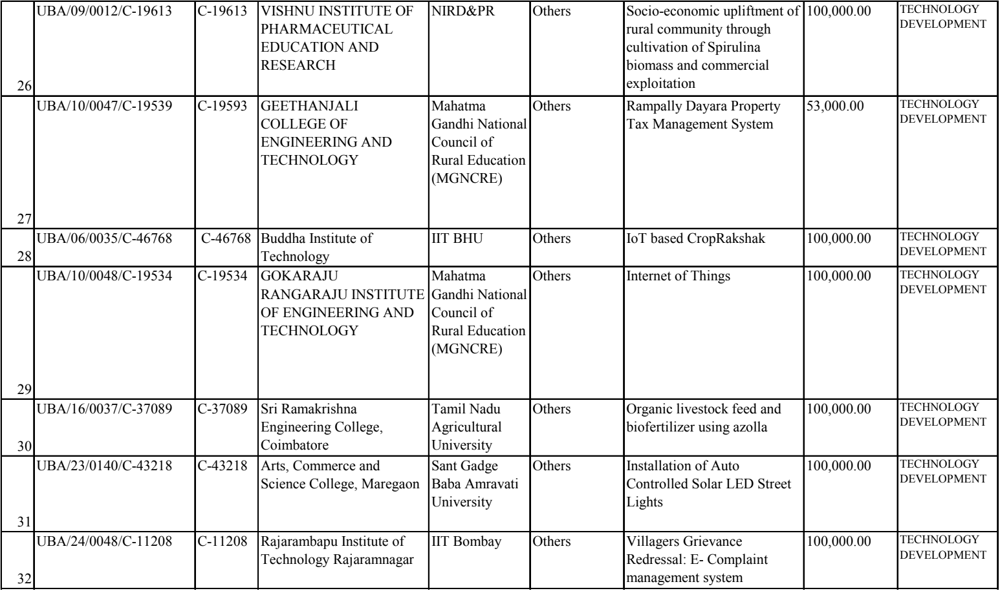 26 UBA/09/0012/C-19613 C-19613 VISHNU INSTITUTE OF PHARMACEUTICAL EDUCATION AND RESEARCH NIRD&PR Others Socio-economic upliftment of rural community through cultivation of Spirulina biomass and commercial exploitation 100,000.00 TECHNOLOGY DEVELOPMENT
27 UBA/10/0047/C-19539 C-19593 GEETHANJALI COLLEGE OF ENGINEERING AND TECHNOLOGY Mahatma Gandhi National Council of Rural Education (MGNCRE) Others Rampally Dayara Property Tax Management System 53,000.00 TECHNOLOGY DEVELOPMENT
28 UBA/06/0035/C-46768 C-46768 Buddha Institute of Technology IIT BHU Others IoT based CropRakshak 100,000.00 TECHNOLOGY DEVELOPMENT
29 UBA/10/0048/C-19534 C-19534 GOKARAJU RANGARAJU INSTITUTE OF ENGINEERING AND TECHNOLOGY Mahatma Gandhi National Council of Rural Education (MGNCRE) Others Internet of Things 100,000.00 TECHNOLOGY DEVELOPMENT
30 UBA/16/0037/C-37089 C-37089 Sri Ramakrishna Engineering College, Coimbatore Tamil Nadu Agricultural University Others Organic livestock feed and biofertilizer using azolla 100,000.00 TECHNOLOGY DEVELOPMENT
31 UBA/23/0140/C-43218 C-43218 Arts, Commerce and Science College, Maregaon Sant Gadge Baba Amravati University Others Installation of Auto Controlled Solar LED Street Lights 100,000.00 TECHNOLOGY DEVELOPMENT
32 UBA/24/0048/C-11208 C-11208 Rajarambapu Institute of Technology Rajaramnagar IIT Bombay Others Villagers Grievance Redressal: E- Complaint management system 100,000.00 TECHNOLOGY DEVELOPMENT